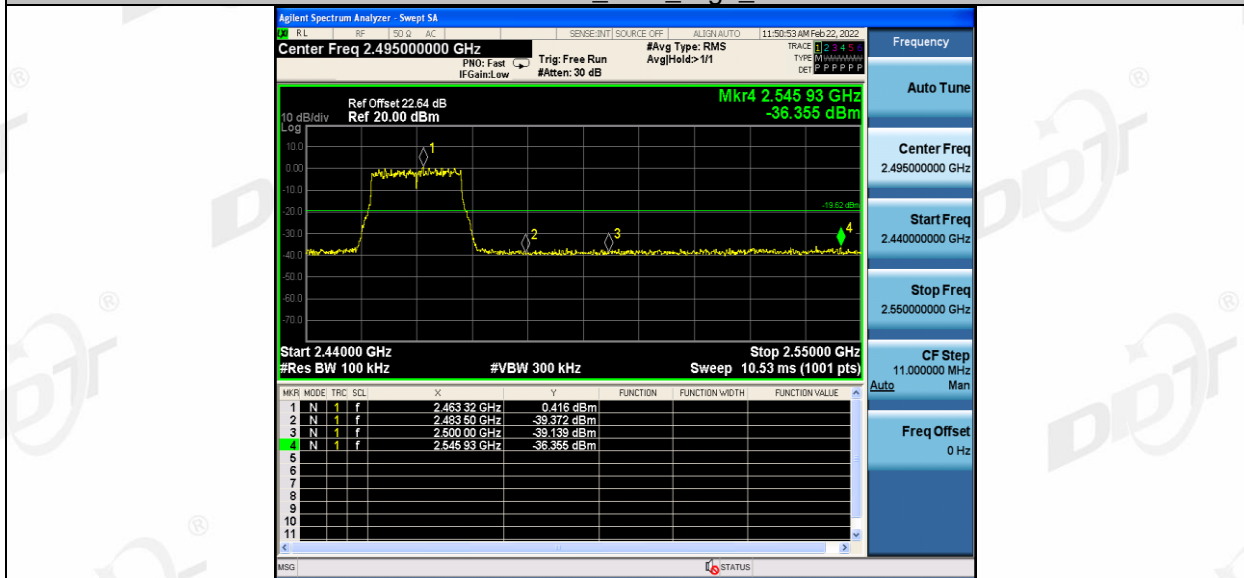 Agilent Spectrum Analyzer - Swept SA
RL RF 50 Ω AC SENSE:INT SOURCE OFF ALIGN AUTO 11:50:53 AM Feb 22, 2022
Center Freq 2.495000000 GHz
PNO: Fast
IFGain:Low
Trig: Free Run
#Atten: 30 dB
#Avg Type: RMS
Avg|Hold:>1/1
TRACE 1 2 3 4 5 6
TYPE M
DET P P P P P P
Frequency
Auto Tune
Center Freq
2.495000000 GHz
Start Freq
2.440000000 GHz
Stop Freq
2.550000000 GHz
CF Step
11.000000 MHz
Auto Man
Freq Offset
0 Hz
Mkr4 2.545 93 GHz
-36.355 dBm
Ref Offset 22.64 dB
10 dB/div Ref 20.00 dBm
Log
10.0
0.00
-10.0
-20.0
-30.0
-40.0
-50.0
-60.0
-70.0
1
2
3
4
-19.62 dBm
Start 2.44000 GHz Stop 2.55000 GHz
#Res BW 100 kHz #VBW 300 kHz Sweep 10.53 ms (1001 pts)
MKR MODE TRC SCL X Y FUNCTION FUNCTION WIDTH FUNCTION VALUE
1 N 1 f 2.463 32 GHz 0.416 dBm
2 N 1 f 2.483 50 GHz -39.372 dBm
3 N 1 f 2.500 00 GHz -39.139 dBm
4 N 1 f 2.545 93 GHz -36.355 dBm
5
6
7
8
9
10
11
MSG STATUS